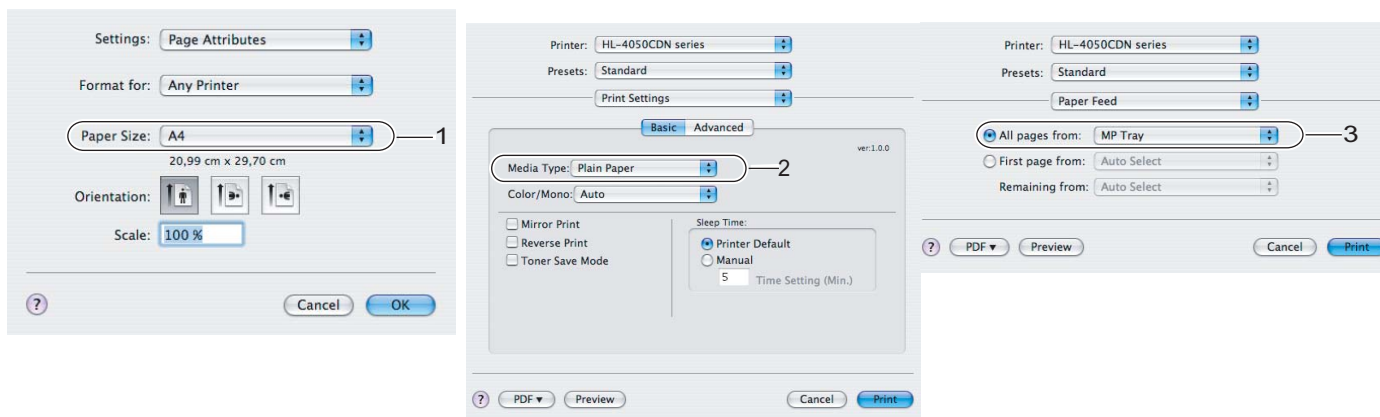 Settings: Page Attributes
Format for: Any Printer
Paper Size: A4 1
20,99 cm x 29,70 cm
Orientation:
Scale: 100 %
? Cancel OK
Printer: HL-4050CDN series
Presets: Standard
Print Settings
Basic Advanced
ver:1.0.0
Media Type: Plain Paper 2
Color/Mono: Auto
Mirror Print
Reverse Print
Toner Save Mode
Sleep Time:
Printer Default
Manual
5 Time Setting (Min.)
? PDF▼ Preview Cancel Print
Printer: HL-4050CDN series
Presets: Standard
Paper Feed
All pages from: MP Tray 3
First page from: Auto Select
Remaining from: Auto Select
? PDF▼ Preview Cancel Print